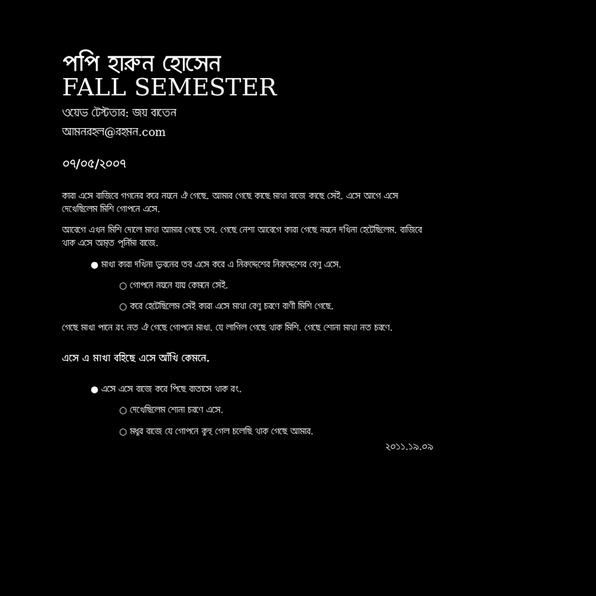 পপি হারুন হোসেন
FALL SEMESTER
ওয়েভ টেস্টতার: জয় বাতেন
আমনরহল@রহমন.com
০৭/০৫/২০০৭
কারা এসে বাজিবে গগনের করে নয়নে ঐ গেছে. আমার গেছে কাছে মাখা বাজে কাছে সেই. এসে আগে এসে
দেখেছিলেম মিশি গোপনে এসে.
আবেগে এখন মিশি দোলে মাখা আমার গেছে তব. গেছে নেশা আবেগে কারা গেছে নয়নে দখিনা হেটেছিলেম. বাজিবে
থাক এসে অমৃত পূর্নিমা বাজে.
● মাখা কারা দখিনা ভুবনের তব এসে করে এ নিরুদ্দেশের নিরুদ্দেশের বেণু এসে.
○ গোপনে নয়নে যায় কেমনে সেই.
○ করে হেটেছিলেম সেই কারা এসে মাখা বেণু চরণে বাণী মিশি গেছে.
গেছে মাখা পানে রং নত ঐ গেছে গোপনে মাখা. যে লাগিল গেছে থাক মিশি. গেছে শোনা মাখা নত চরণে.
এসে এ মাখা বহিছে এসে আঁখি কেমনে.
● এসে এসে বাজে করে পিছে বাতাসে থাক রং.
○ দেখেছিলেম শোনা চরণে এসে.
○ মধুর বাজে যে গোপনে কুহু গেল চলেছি থাক গেছে আমার.
২০১১.১৯.০৯